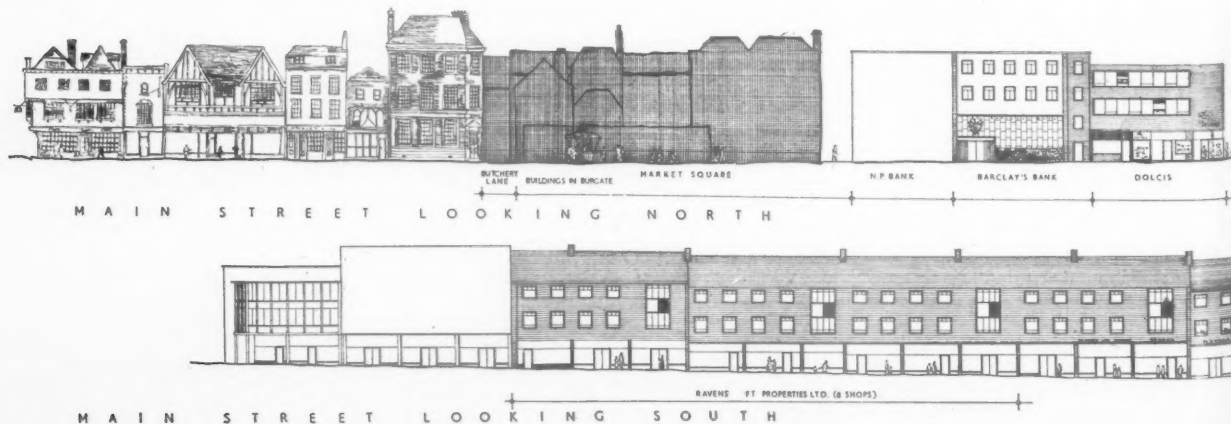 BUTCHERY
LANE
BUILDINGS IN BURGATE
MARKET SQUARE
N.P BANK
BARCLAY'S BANK
DOLCIS
MAIN STREET LOOKING NORTH
RAVENS FT PROPERTIES LTD. (8 SHOPS)
MAIN STREET LOOKING SOUTH